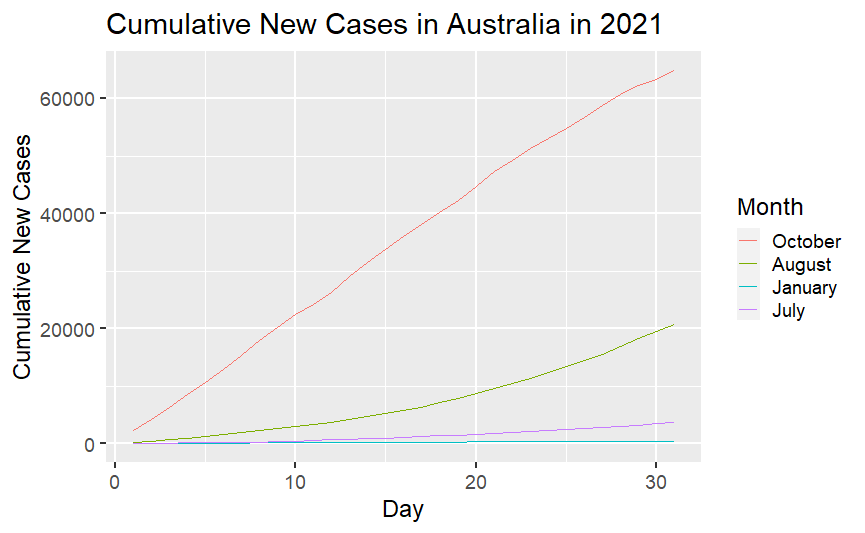 Cumulative New Cases in Australia in 2021
Cumulative New Cases
60000
40000
20000
0
0 10 20 30
Day
Month
October
August
January
July